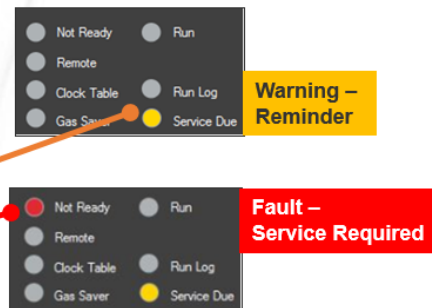 Not Ready Run
Remote
Clock Table Run Log
Gas Saver Service Due
Warning –
Reminder
Not Ready Run
Remote
Clock Table Run Log
Gas Saver Service Due
Fault –
Service Required